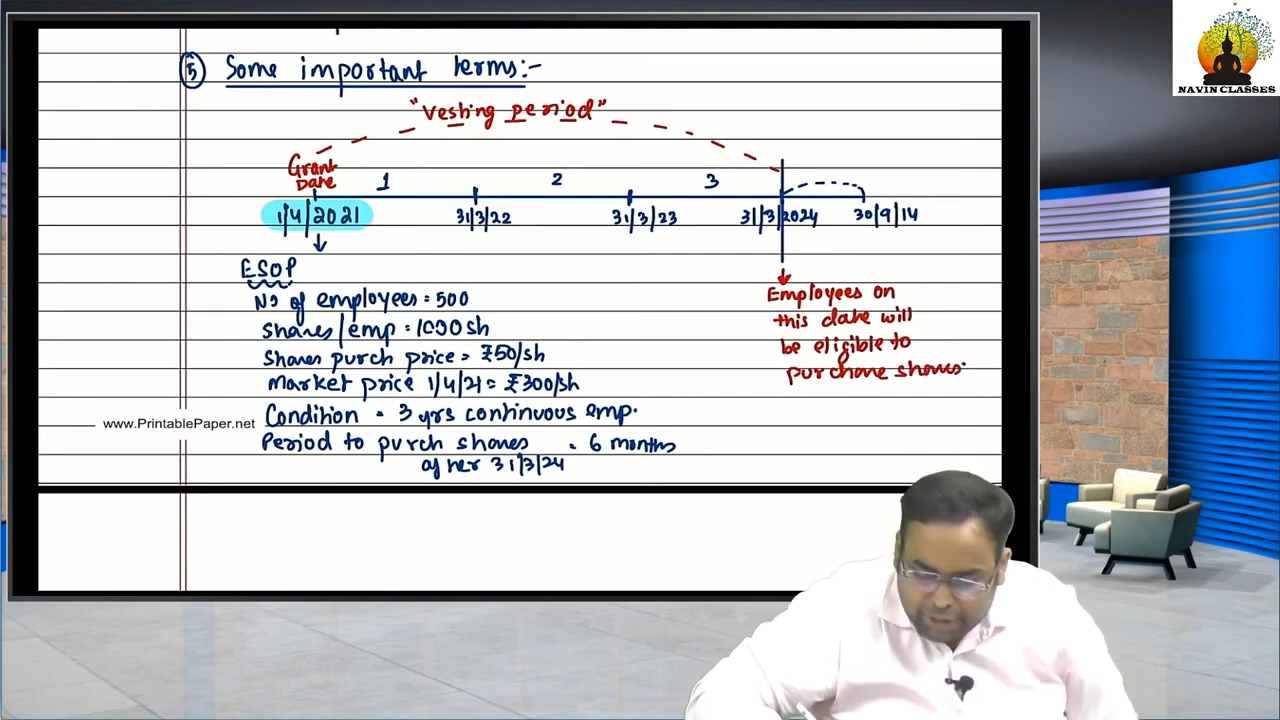 NAVIN CLASSES
⑤ Some important terms:-
"Vesting period"
Grant
Date
1 2 3
1/4/2021 31/3/22 31/3/23 31/3/2024 30/9/14
ESOP
No of employees = 500
Shares/emp = 1000 sh
Shares purch price = ₹50/sh
Market price 1/4/21 = ₹300/sh
Condition = 3 yrs continuous emp.
Period to purch shares = 6 months
after 31/3/24
Employees on
this date will
be eligible to
purchase shares.
www.PrintablePaper.net